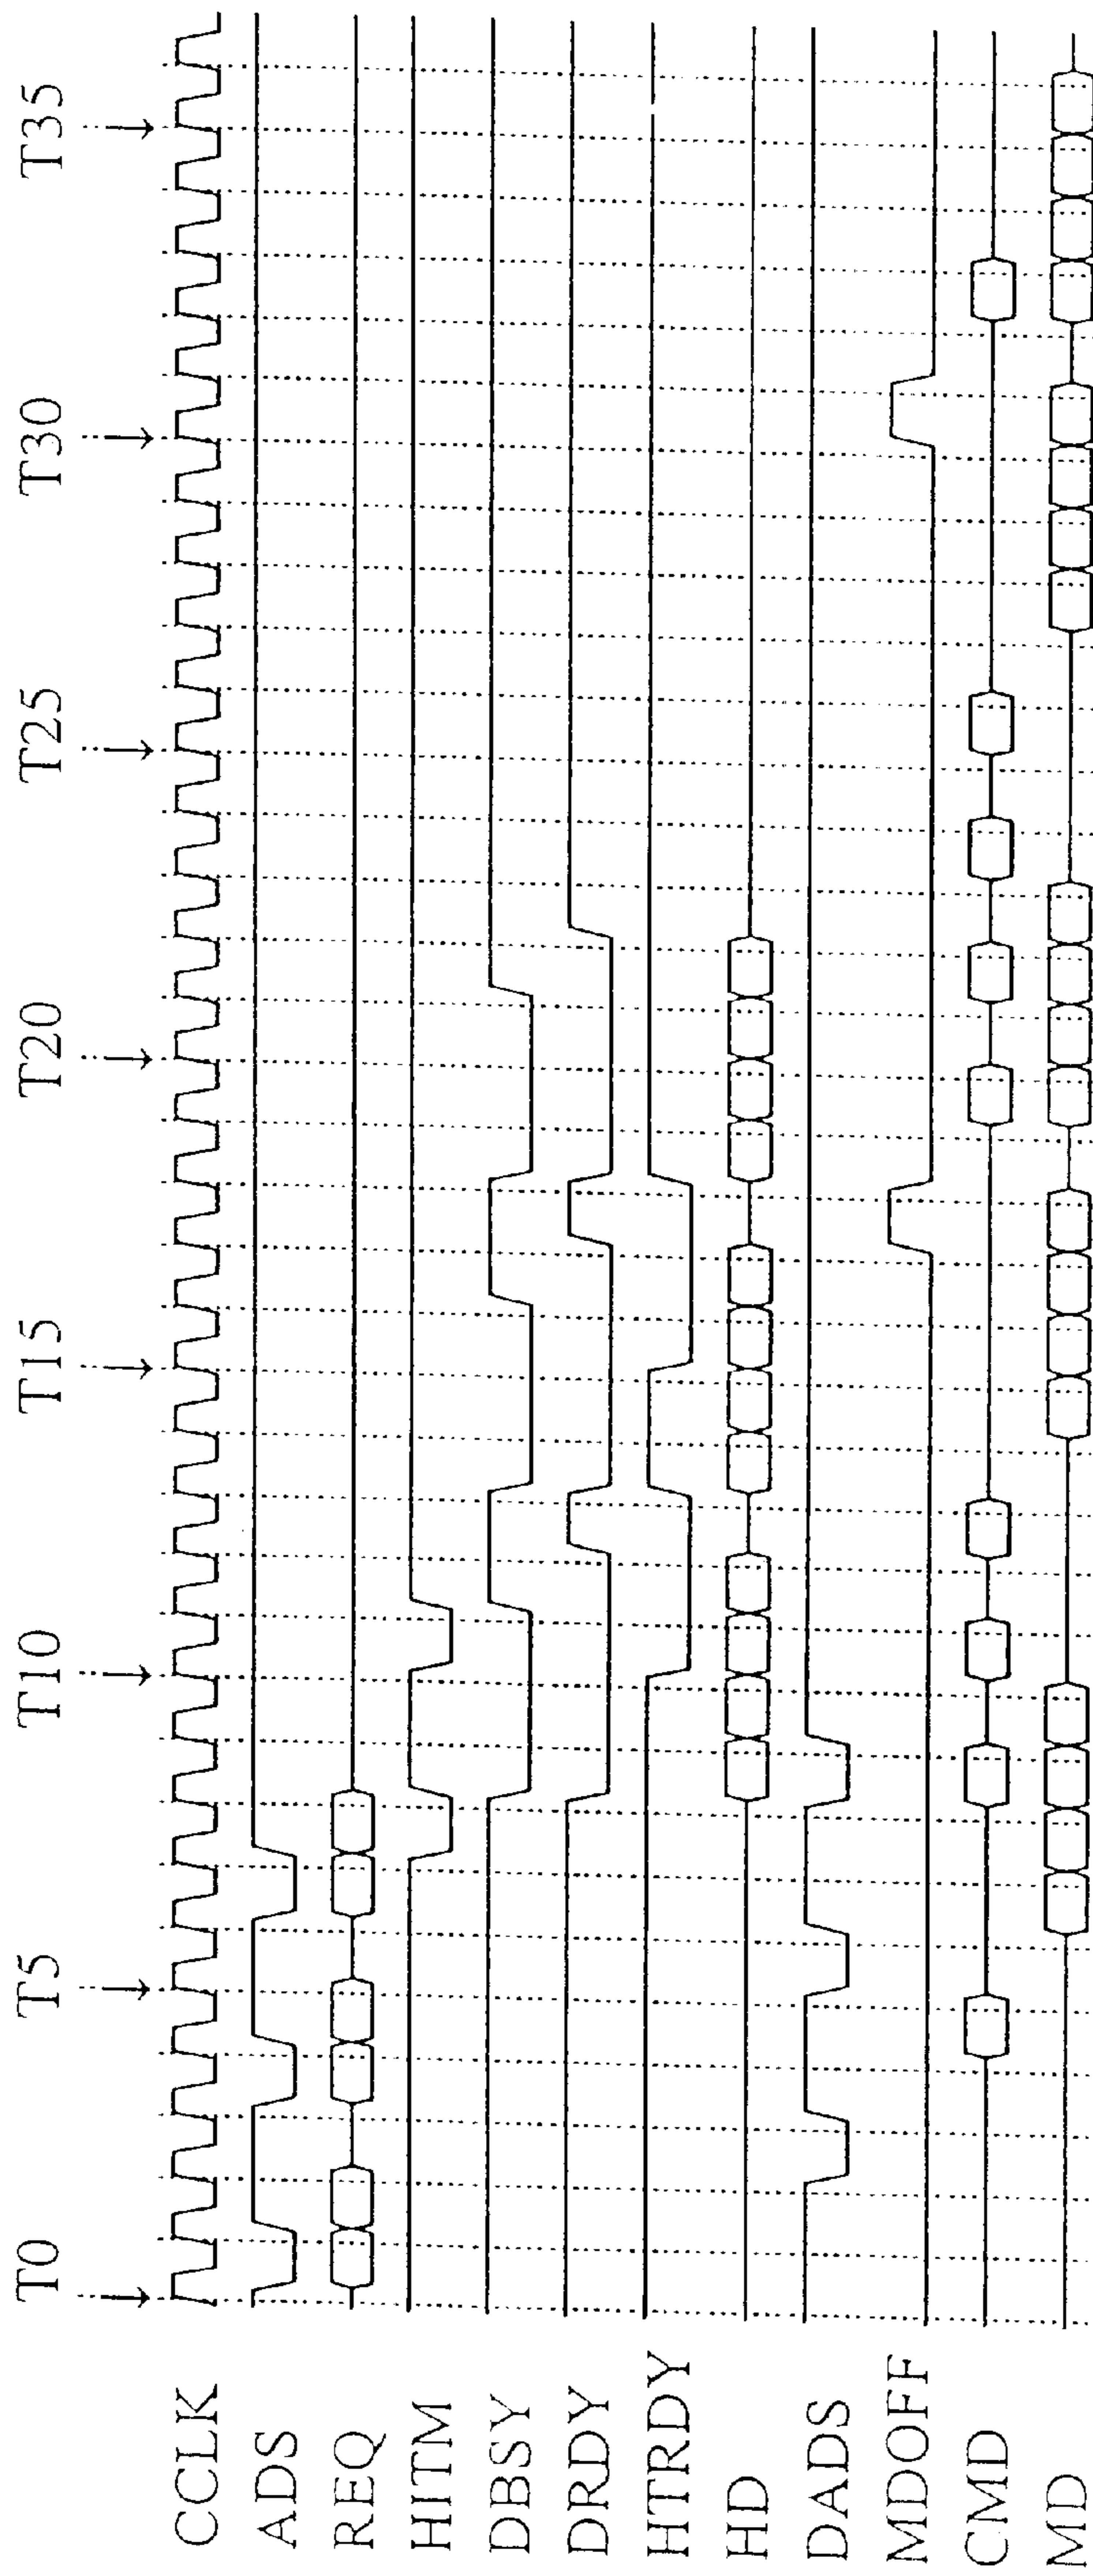 T0 T5 T10 T15 T20 T25 T30 T35
CCLK
ADS
REQ
HITM
DBSY
DRDY
HTRDY
HD
DADS
MDOFF
CMD
MD